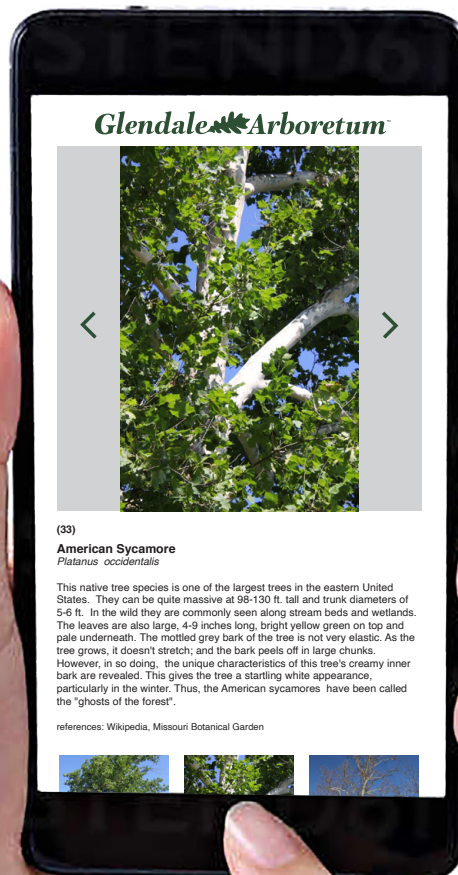 Glendale Arboretum™
(33)
American Sycamore
Platanus occidentalis
This native tree species is one of the largest trees in the eastern United
States. They can be quite massive at 98-130 ft. tall and trunk diameters of
5-6 ft. In the wild they are commonly seen along stream beds and wetlands.
The leaves are also large, 4-9 inches long, bright yellow green on top and
pale underneath. The mottled grey bark of the tree is not very elastic. As the
tree grows, it doesn't stretch; and the bark peels off in large chunks.
However, in so doing, the unique characteristics of this tree's creamy inner
bark are revealed. This gives the tree a startling white appearance,
particularly in the winter. Thus, the American sycamores have been called
the "ghosts of the forest".
references: Wikipedia, Missouri Botanical Garden